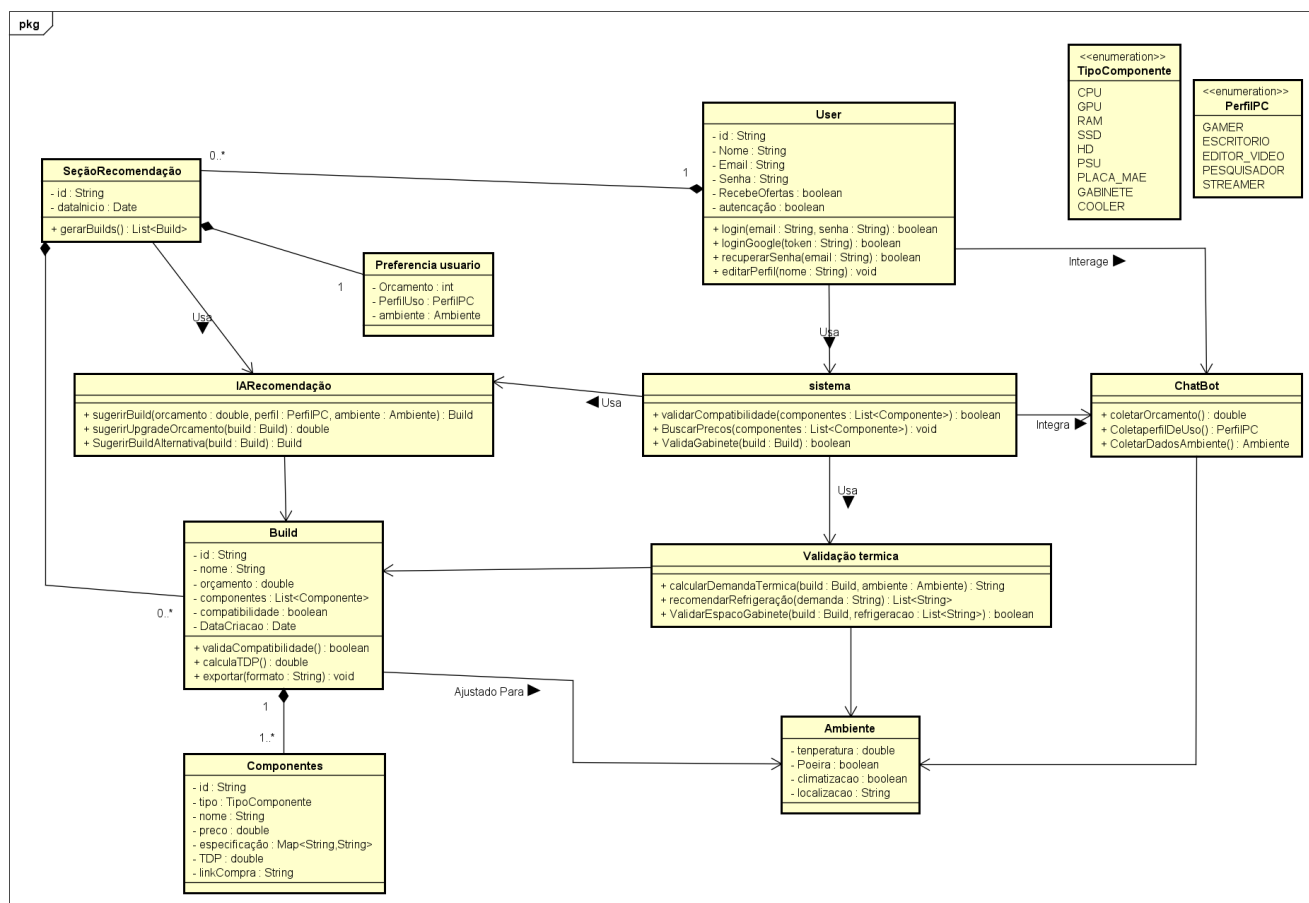 pkg
<<enumeration>>
TipoComponente
CPU
GPU
RAM
SSD
HD
PSU
PLACA_MAE
GABINETE
COOLER
<<enumeration>>
PerfilPC
GAMER
ESCRITORIO
EDITOR_VIDEO
PESQUISADOR
STREAMER
User
- id : String
- Nome : String
- Email : String
- Senha : String
- RecebeOfertas : boolean
- autencação : boolean
+ login(email : String, senha : String) : boolean
+ loginGoogle(token : String) : boolean
+ recuperarSenha(email : String) : boolean
+ editarPerfil(nome : String) : void
0..*
1
SeçãoRecomendação
- id : String
- dataInicio : Date
+ gerarBuilds() : List<Build>
Preferencia usuario
- Orcamento : int
- PerfilUso : PerfilPC
- ambiente : Ambiente
1
Interage
Usa
Usa
IARecomendação
+ sugerirBuild(orcamento : double, perfil : PerfilPC, ambiente : Ambiente) : Build
+ sugerirUpgradeOrcamento(build : Build) : double
+ SugerirBuildAlternativa(build : Build) : Build
Usa
sistema
+ validarCompatibilidade(componentes : List<Componente>) : boolean
+ BuscarPrecos(componentes : List<Componente>) : void
+ ValidaGabinete(build : Build) : boolean
Integra
ChatBot
+ coletarOrcamento() : double
+ ColetaperfilDeUso() : PerfilPC
+ ColetarDadosAmbiente() : Ambiente
Usa
Build
- id : String
- nome : String
- orçamento : double
- componentes : List<Componente>
- compatibilidade : boolean
- DataCriacao : Date
+ validaCompatibilidade() : boolean
+ calculaTDP() : double
+ exportar(formato : String) : void
0..*
Validação termica
+ calcularDemandaTermica(build : Build, ambiente : Ambiente) : String
+ recomendarRefrigeração(demanda : String) : List<String>
+ ValidarEspacoGabinete(build : Build, refrigeracao : List<String>) : boolean
Ajustado Para
1
1..*
Ambiente
- tenperatura : double
- Poeira : boolean
- climatizacao : boolean
- localizacao : String
Componentes
- id : String
- tipo : TipoComponente
- nome : String
- preco : double
- especificação : Map<String,String>
- TDP : double
- linkCompra : String